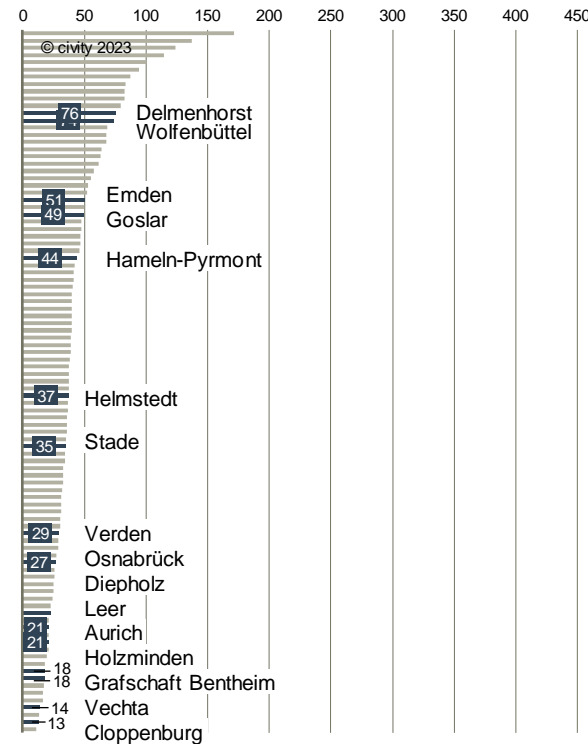 0 50 100 150 200 250 300 350 400 450
© civity 2023
76 Delmenhorst
Wolfenbüttel
51 Emden
49 Goslar
44 Hameln-Pyrmont
37 Helmstedt
35 Stade
29 Verden
27 Osnabrück
Diepholz
Leer
21 Aurich
21
Holzminden
18
18 Grafschaft Bentheim
14 Vechta
13
Cloppenburg